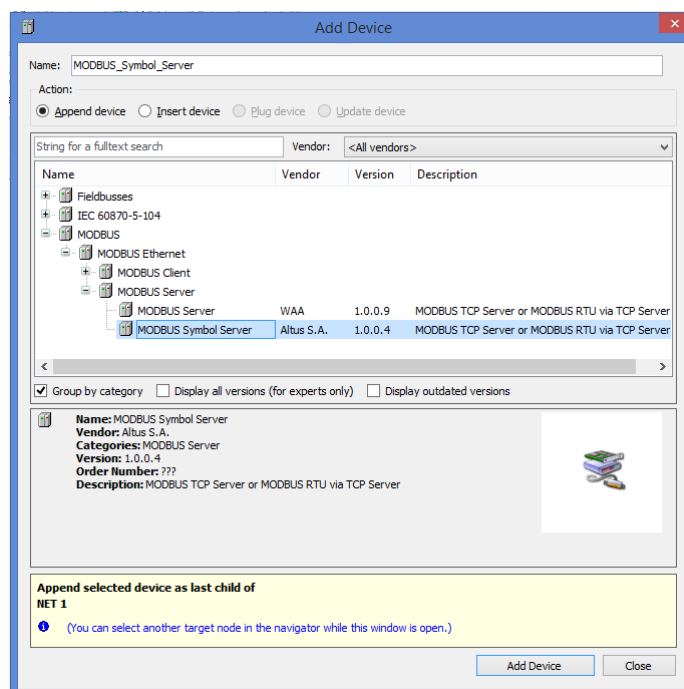 Add Device
Name: MODBUS_Symbol_Server
Action:
Append device Insert device Plug device Update device
String for a fulltext search Vendor: <All vendors>
Name Vendor Version Description
Fieldbusses
IEC 60870-5-104
MODBUS
MODBUS Ethernet
MODBUS Client
MODBUS Server
MODBUS Server WAA 1.0.0.9 MODBUS TCP Server or MODBUS RTU via TCP Server
MODBUS Symbol Server Altus S.A. 1.0.0.4 MODBUS TCP Server or MODBUS RTU via TCP Server
Group by category Display all versions (for experts only) Display outdated versions
Name: MODBUS Symbol Server
Vendor: Altus S.A.
Categories: MODBUS Server
Version: 1.0.0.4
Order Number: ???
Description: MODBUS TCP Server or MODBUS RTU via TCP Server
Append selected device as last child of
NET 1
(You can select another target node in the navigator while this window is open.)
Add Device Close